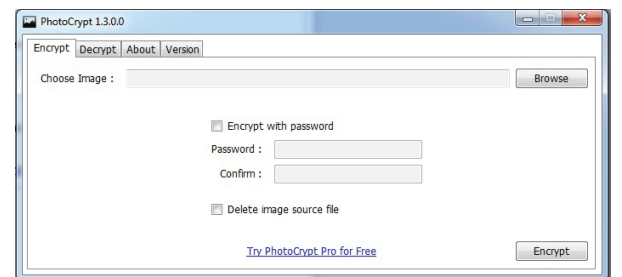 PhotoCrypt 1.3.0.0
Encrypt Decrypt About Version
Choose Image : Browse
Encrypt with password
Password :
Confirm :
Delete image source file
Try PhotoCrypt Pro for Free Encrypt